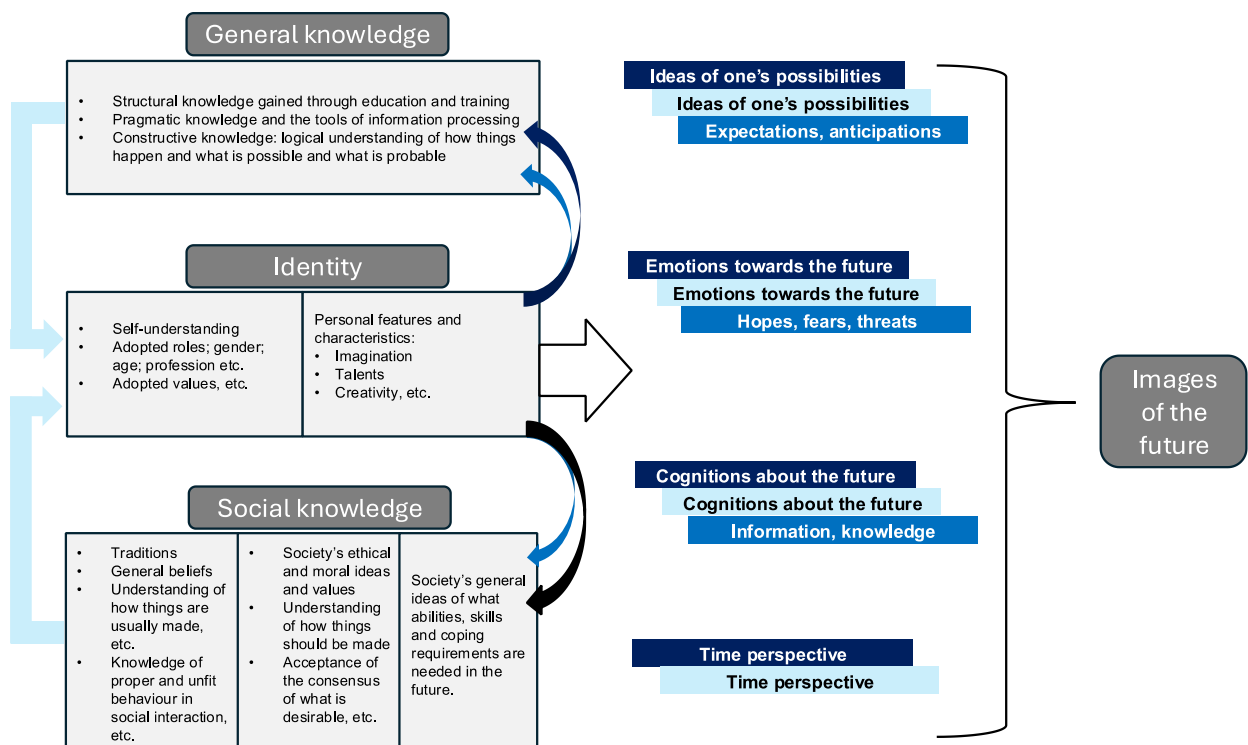 General knowledge
• Structural knowledge gained through education and training
• Pragmatic knowledge and the tools of information processing
• Constructive knowledge: logical understanding of how things
happen and what is possible and what is probable
Identity
• Self-understanding
• Adopted roles; gender;
age; profession etc.
• Adopted values, etc.
Personal features and
characteristics:
• Imagination
• Talents
• Creativity, etc.
Social knowledge
• Traditions
• General beliefs
• Understanding of
how things are
usually made,
etc.
• Knowledge of
proper and unfit
behaviour in
social interaction,
etc.
• Society’s ethical
and moral ideas
and values
• Understanding
of how things
should be made
• Acceptance of
the consensus
of what is
desirable, etc.
Society’s general
ideas of what
abilities, skills
and coping
requirements are
needed in the
future.
Ideas of one’s possibilities
Ideas of one’s possibilities
Expectations, anticipations
Emotions towards the future
Emotions towards the future
Hopes, fears, threats
Cognitions about the future
Cognitions about the future
Information, knowledge
Time perspective
Time perspective
Images
of the
future